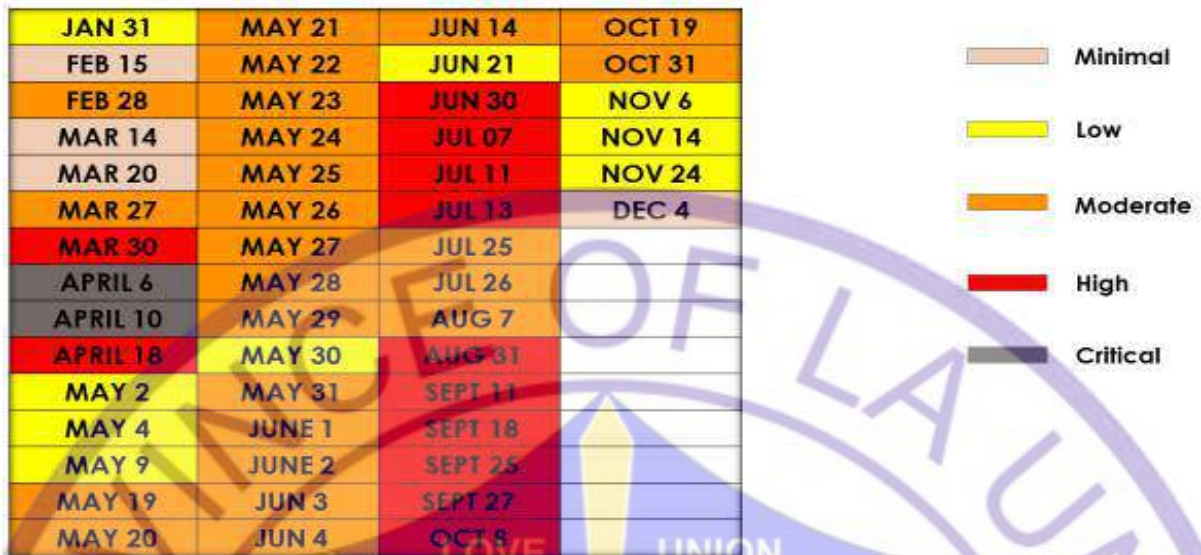 JAN 31 MAY 21 JUN 14 OCT 19
FEB 15 MAY 22 JUN 21 OCT 31
FEB 28 MAY 23 JUN 30 NOV 6
MAR 14 MAY 24 JUL 07 NOV 14
MAR 20 MAY 25 JUL 11 NOV 24
MAR 27 MAY 26 JUL 13 DEC 4
MAR 30 MAY 27 JUL 25
APRIL 6 MAY 28 JUL 26
APRIL 10 MAY 29 AUG 7
APRIL 18 MAY 30 AUG 31
MAY 2 MAY 31 SEPT 11
MAY 4 JUNE 1 SEPT 18
MAY 9 JUNE 2 SEPT 25
MAY 19 JUN 3 SEPT 27
MAY 20 JUN 4 OCT 8
Minimal
Low
Moderate
High
Critical
VINCE OF LAUN
LOVE UNION